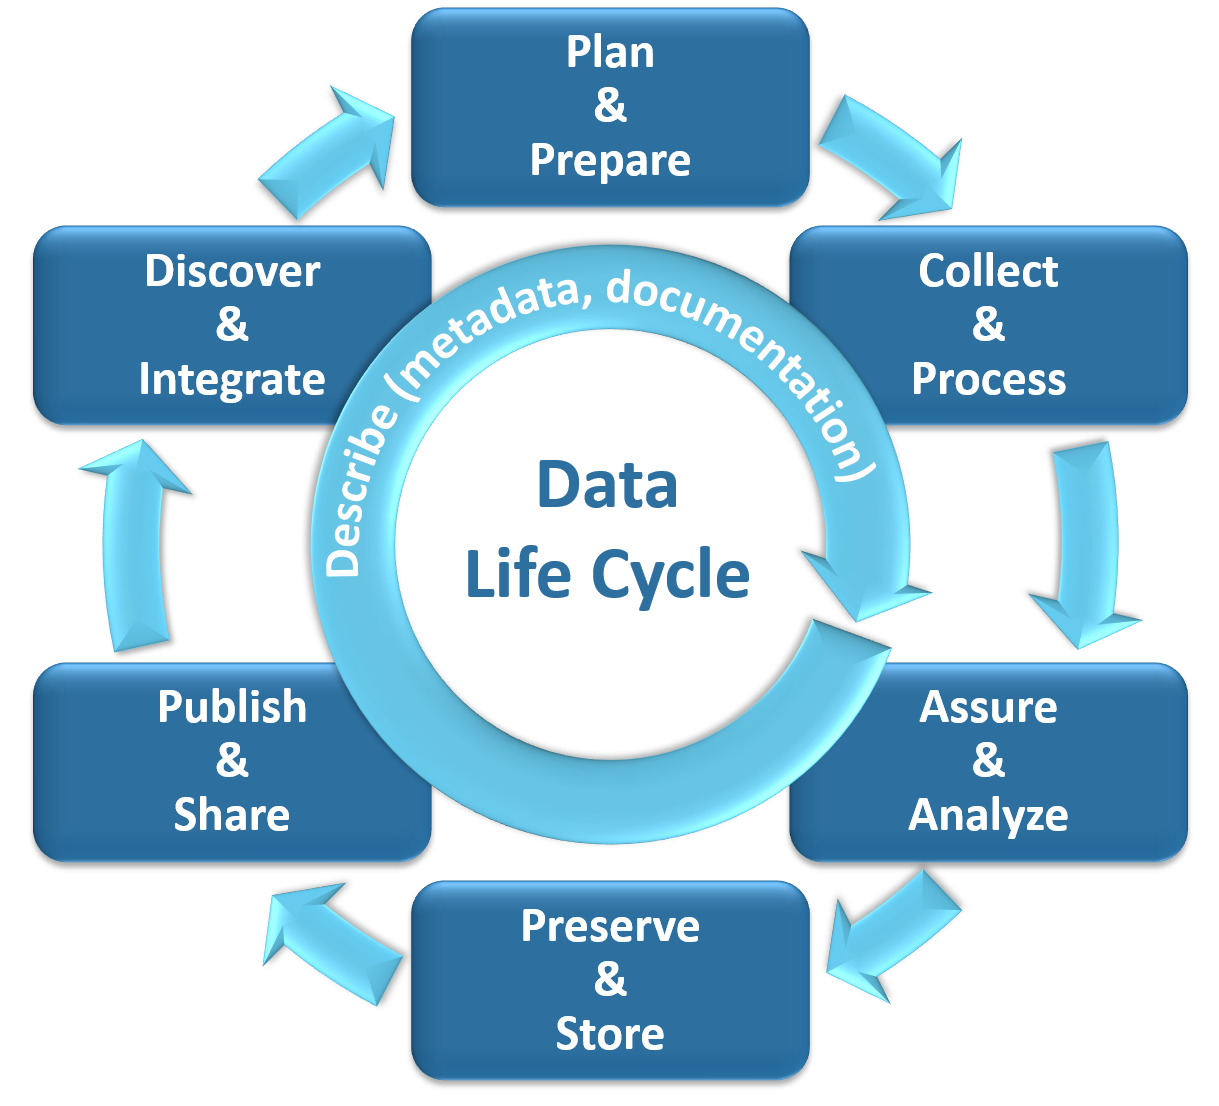 Plan
&
Prepare
Collect
&
Process
Assure
&
Analyze
Preserve
&
Store
Publish
&
Share
Discover
&
Integrate
Describe (metadata, documentation)
Data
Life Cycle